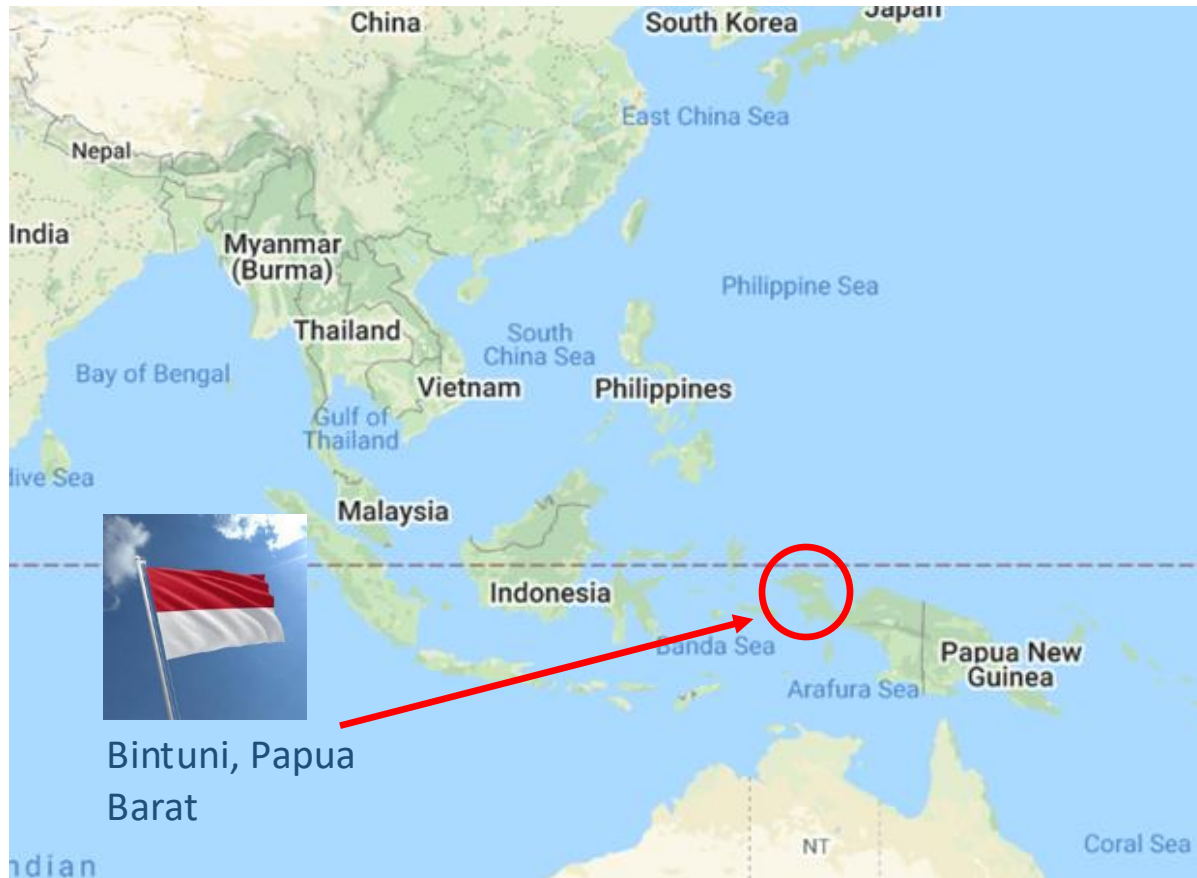 China
South Korea
Japan
East China Sea
Nepal
India
Myanmar
(Burma)
Philippine Sea
Thailand
South
China Sea
Bay of Bengal
Vietnam
Philippines
Gulf of
Thailand
dive Sea
Malaysia
Indonesia
Banda Sea
Papua New
Guinea
Arafura Sea
Bintuni, Papua
Barat
NT
Coral Sea
ndian